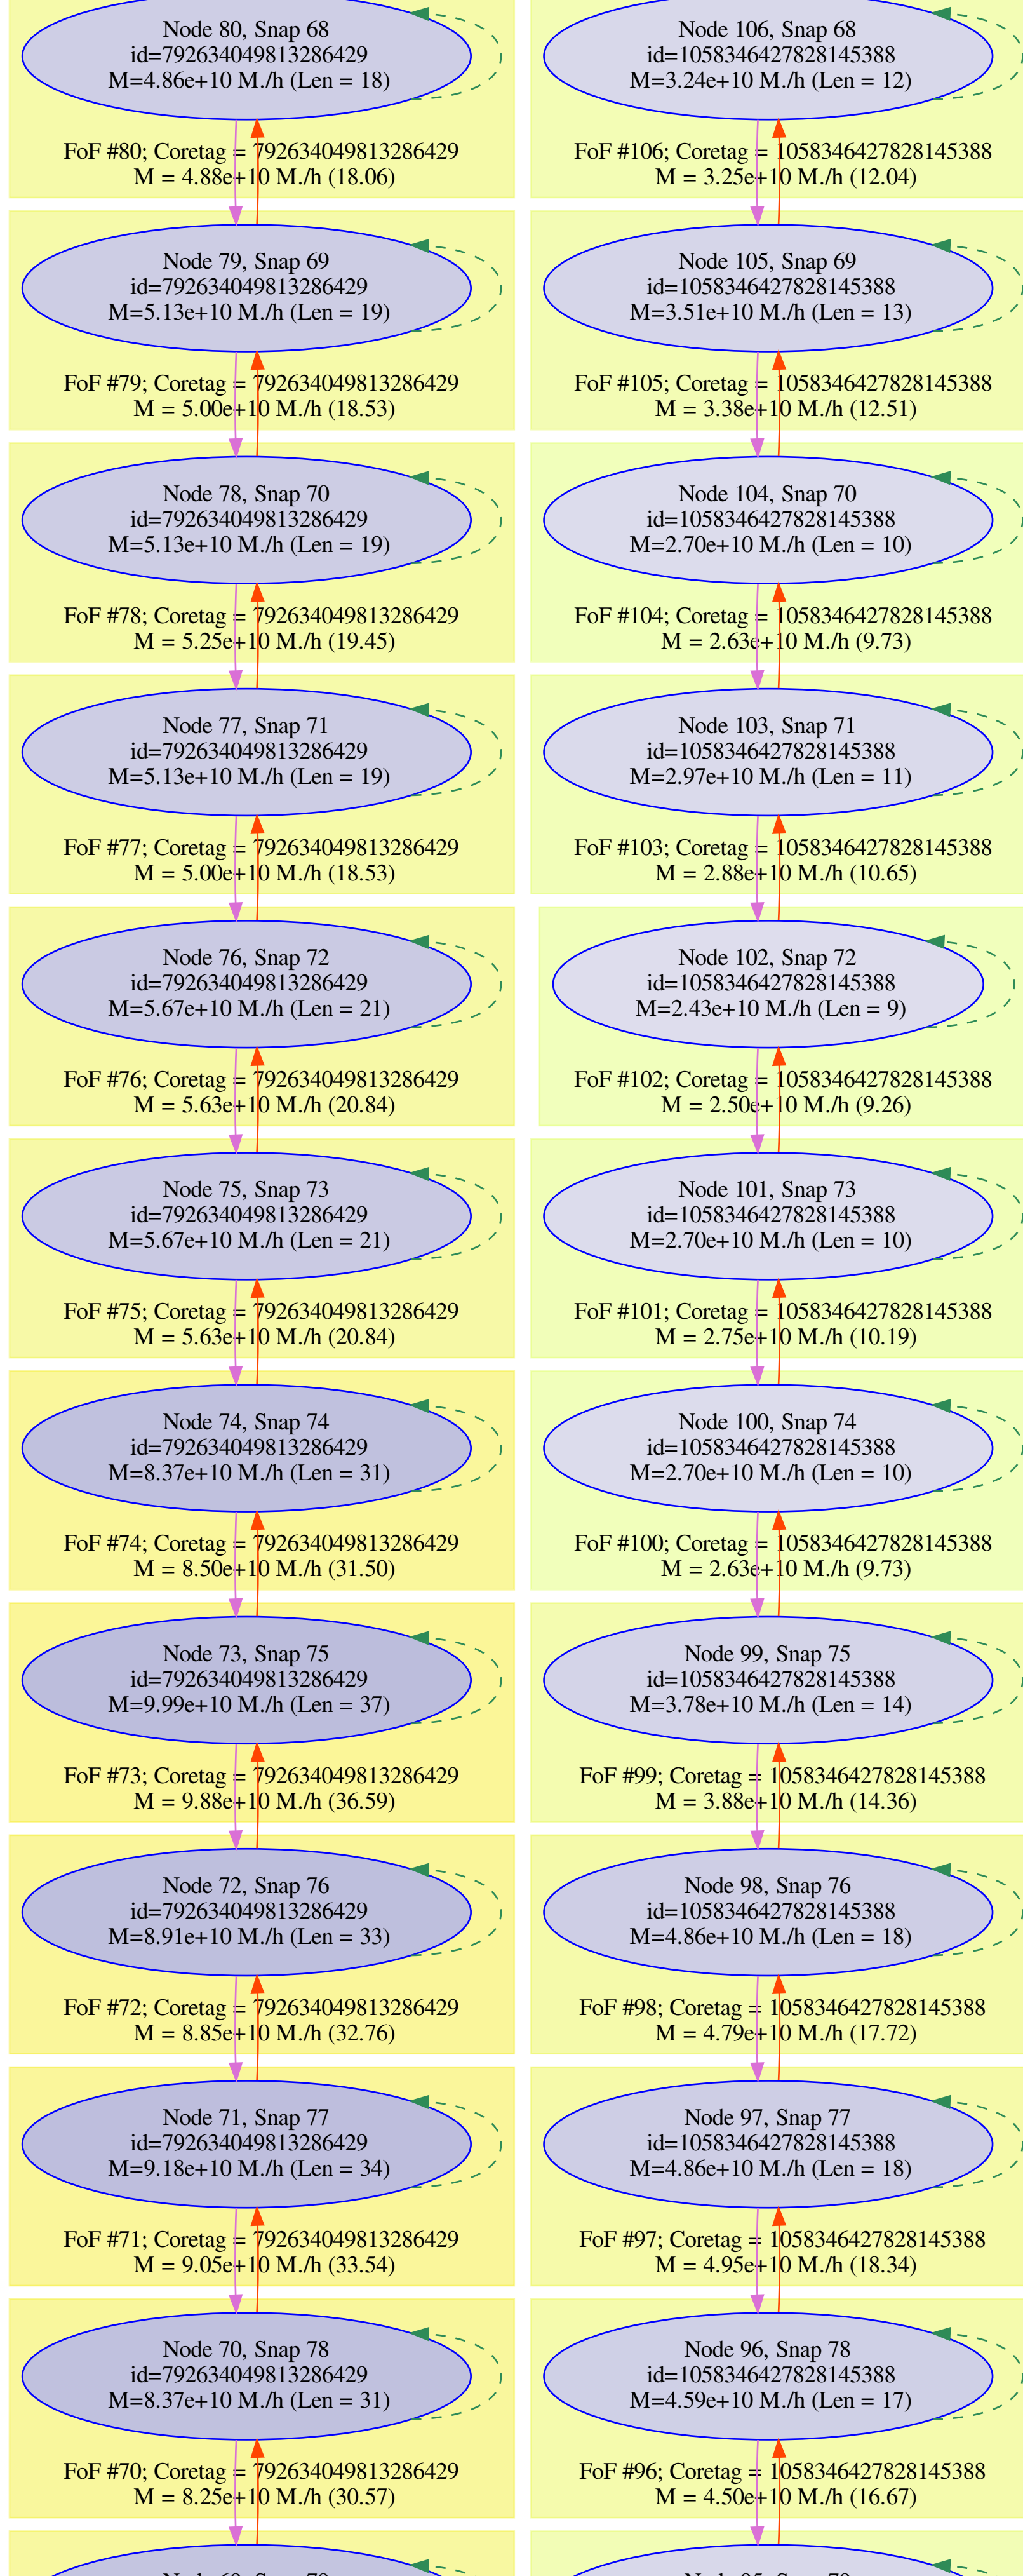 Node 80, Snap 68
id=792634049813286429
M=4.86e+10 M./h (Len = 18)
FoF #80; Coretag = 792634049813286429
M = 4.88e+10 M./h (18.06)
Node 106, Snap 68
id=1058346427828145388
M=3.24e+10 M./h (Len = 12)
FoF #106; Coretag = 1058346427828145388
M = 3.25e+10 M./h (12.04)
Node 79, Snap 69
id=792634049813286429
M=5.13e+10 M./h (Len = 19)
FoF #79; Coretag = 792634049813286429
M = 5.00e+10 M./h (18.53)
Node 105, Snap 69
id=1058346427828145388
M=3.51e+10 M./h (Len = 13)
FoF #105; Coretag = 1058346427828145388
M = 3.38e+10 M./h (12.51)
Node 78, Snap 70
id=792634049813286429
M=5.13e+10 M./h (Len = 19)
FoF #78; Coretag = 792634049813286429
M = 5.25e+10 M./h (19.45)
Node 104, Snap 70
id=1058346427828145388
M=2.70e+10 M./h (Len = 10)
FoF #104; Coretag = 1058346427828145388
M = 2.63e+10 M./h (9.73)
Node 77, Snap 71
id=792634049813286429
M=5.13e+10 M./h (Len = 19)
FoF #77; Coretag = 792634049813286429
M = 5.00e+10 M./h (18.53)
Node 103, Snap 71
id=1058346427828145388
M=2.97e+10 M./h (Len = 11)
FoF #103; Coretag = 1058346427828145388
M = 2.88e+10 M./h (10.65)
Node 76, Snap 72
id=792634049813286429
M=5.67e+10 M./h (Len = 21)
FoF #76; Coretag = 792634049813286429
M = 5.63e+10 M./h (20.84)
Node 102, Snap 72
id=1058346427828145388
M=2.43e+10 M./h (Len = 9)
FoF #102; Coretag = 1058346427828145388
M = 2.50e+10 M./h (9.26)
Node 75, Snap 73
id=792634049813286429
M=5.67e+10 M./h (Len = 21)
FoF #75; Coretag = 792634049813286429
M = 5.63e+10 M./h (20.84)
Node 101, Snap 73
id=1058346427828145388
M=2.70e+10 M./h (Len = 10)
FoF #101; Coretag = 1058346427828145388
M = 2.75e+10 M./h (10.19)
Node 74, Snap 74
id=792634049813286429
M=8.37e+10 M./h (Len = 31)
FoF #74; Coretag = 792634049813286429
M = 8.50e+10 M./h (31.50)
Node 100, Snap 74
id=1058346427828145388
M=2.70e+10 M./h (Len = 10)
FoF #100; Coretag = 1058346427828145388
M = 2.63e+10 M./h (9.73)
Node 73, Snap 75
id=792634049813286429
M=9.99e+10 M./h (Len = 37)
FoF #73; Coretag = 792634049813286429
M = 9.88e+10 M./h (36.59)
Node 99, Snap 75
id=1058346427828145388
M=3.78e+10 M./h (Len = 14)
FoF #99; Coretag = 1058346427828145388
M = 3.88e+10 M./h (14.36)
Node 72, Snap 76
id=792634049813286429
M=8.91e+10 M./h (Len = 33)
FoF #72; Coretag = 792634049813286429
M = 8.85e+10 M./h (32.76)
Node 98, Snap 76
id=1058346427828145388
M=4.86e+10 M./h (Len = 18)
FoF #98; Coretag = 1058346427828145388
M = 4.79e+10 M./h (17.72)
Node 71, Snap 77
id=792634049813286429
M=9.18e+10 M./h (Len = 34)
FoF #71; Coretag = 792634049813286429
M = 9.05e+10 M./h (33.54)
Node 97, Snap 77
id=1058346427828145388
M=4.86e+10 M./h (Len = 18)
FoF #97; Coretag = 1058346427828145388
M = 4.95e+10 M./h (18.34)
Node 70, Snap 78
id=792634049813286429
M=8.37e+10 M./h (Len = 31)
FoF #70; Coretag = 792634049813286429
M = 8.25e+10 M./h (30.57)
Node 96, Snap 78
id=1058346427828145388
M=4.59e+10 M./h (Len = 17)
FoF #96; Coretag = 1058346427828145388
M = 4.50e+10 M./h (16.67)